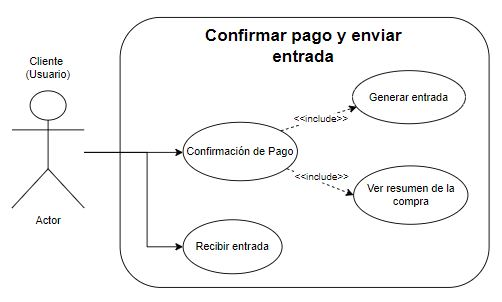 Confirmar pago y enviar
entrada
Cliente
(Usuario)
Actor
Generar entrada
<<include>>
Confirmación de Pago
<<include>>
Ver resumen de la
compra
Recibir entrada